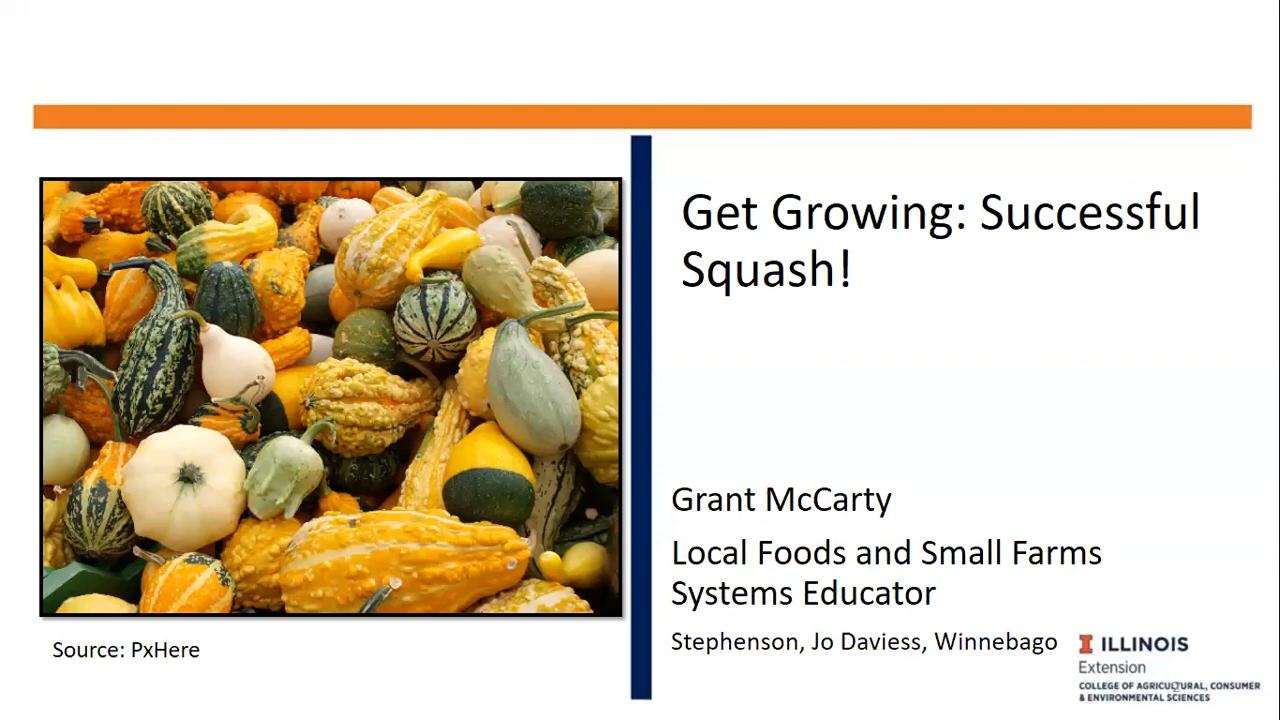 Get Growing: Successful
Squash!
Grant McCarty
Local Foods and Small Farms
Systems Educator
Stephenson, Jo Daviess, Winnebago
Source: PxHere
I ILLINOIS
Extension
COLLEGE OF AGRICULTURAL, CONSUMER
& ENVIRONMENTAL SCIENCES